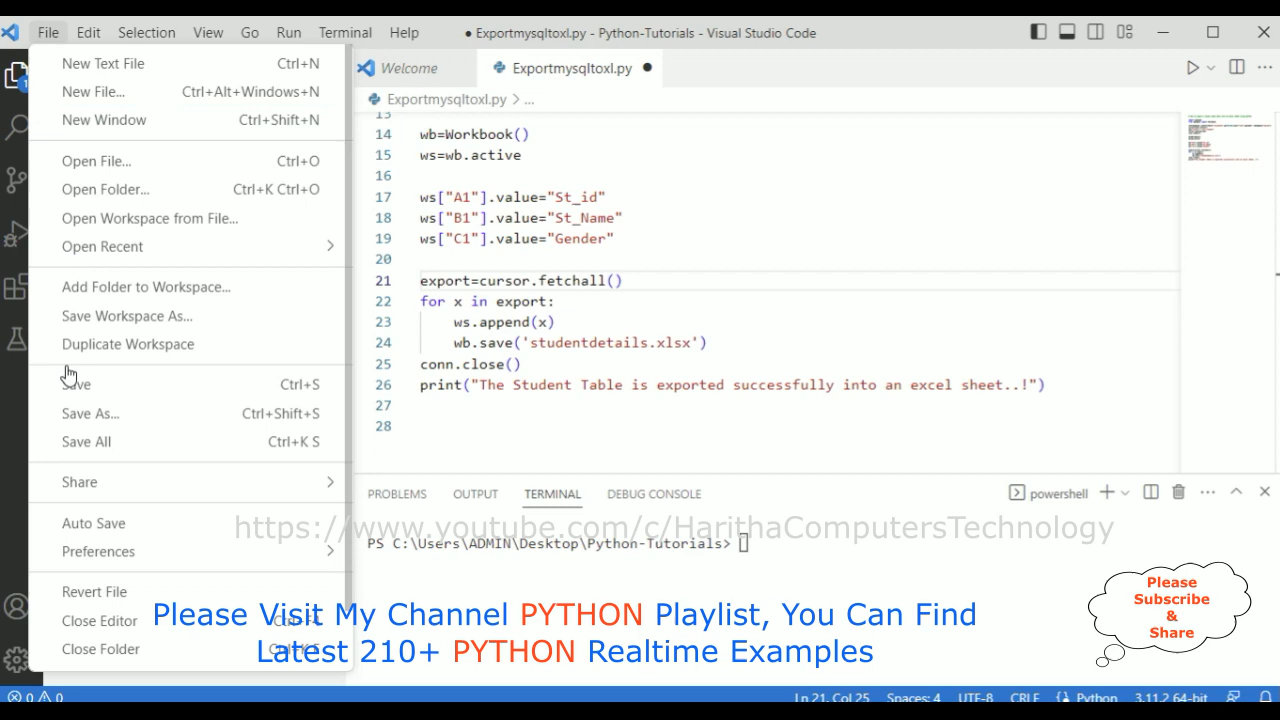 File Edit Selection View Go Run Terminal Help
● Exportmysqltoxl.py - Python-Tutorials - Visual Studio Code
New Text File Ctrl+N
New File... Ctrl+Alt+Windows+N
New Window Ctrl+Shift+N
Open File... Ctrl+O
Open Folder... Ctrl+K Ctrl+O
Open Workspace from File...
Open Recent
Add Folder to Workspace...
Save Workspace As...
Duplicate Workspace
Save Ctrl+S
Save As... Ctrl+Shift+S
Save All Ctrl+K S
Share
Auto Save
Preferences
Revert File
Close Editor
Close Folder
1
Welcome
Exportmysqltoxl.py ●
Exportmysqltoxl.py > ...
13
14 wb=Workbook()
15 ws=wb.active
16
17 ws["A1"].value="St_id"
18 ws["B1"].value="St_Name"
19 ws["C1"].value="Gender"
20
21 export=cursor.fetchall()
22 for x in export:
23 ws.append(x)
24 wb.save('studentdetails.xlsx')
25 conn.close()
26 print("The Student Table is exported successfully into an excel sheet..!")
27
28
PROBLEMS OUTPUT TERMINAL DEBUG CONSOLE
powershell
https://www.youtube.com/c/HarithaComputersTechnology
PS C:\Users\ADMIN\Desktop\Python-Tutorials>
Please Visit My Channel PYTHON Playlist, You Can Find
Latest 210+ PYTHON Realtime Examples
Please
Subscribe
&
Share
0 0 Ln 21, Col 25 Spaces: 4 UTF-8 CRLF Python 3.11.2 64-bit